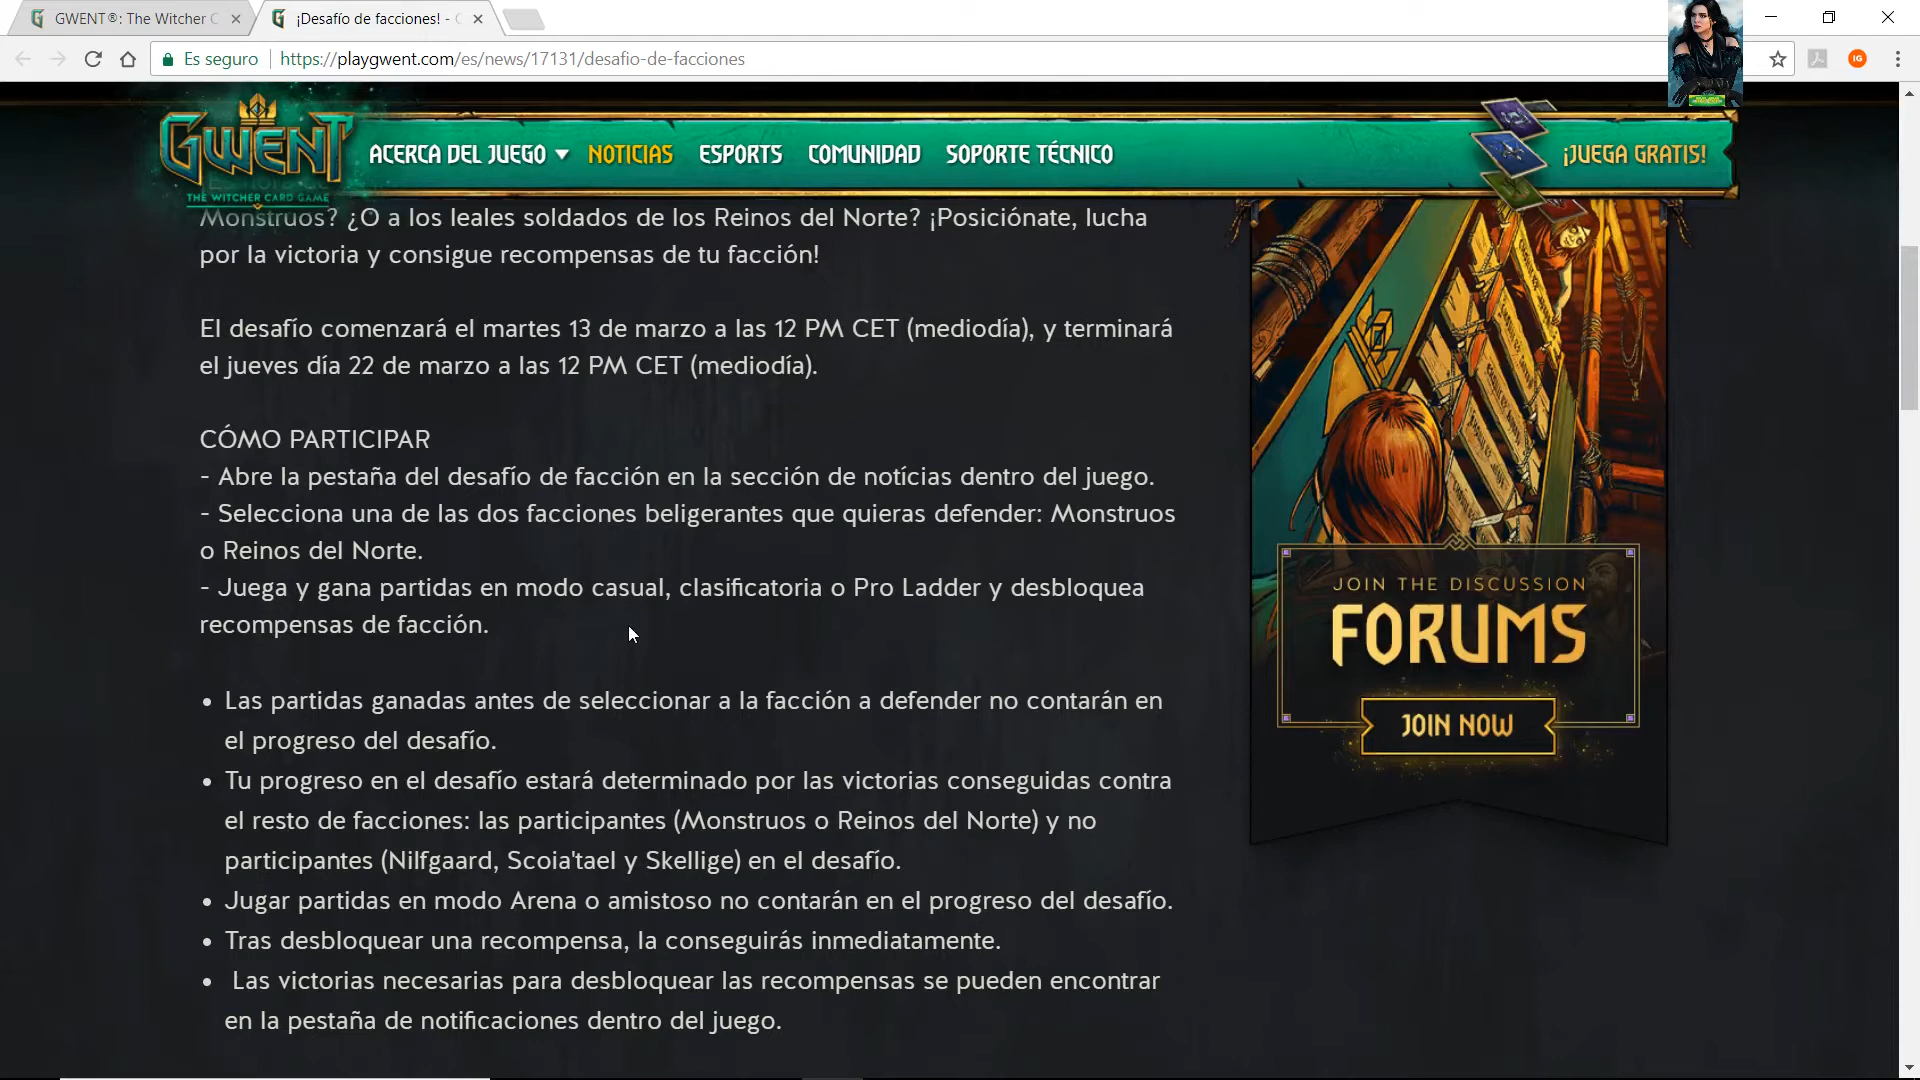 GWENT®: The Witcher C
¡Desafío de facciones! - C
Es seguro
https://playgwent.com/es/news/17131/desafio-de-facciones
GWENT
THE WITCHER CARD GAME
ACERCA DEL JUEGO
NOTICIAS
ESPORTS
COMUNIDAD
SOPORTE TÉCNICO
¡JUEGA GRATIS!
Monstruos? ¿O a los leales soldados de los Reinos del Norte? ¡Posiciónate, lucha
por la victoria y consigue recompensas de tu facción!
El desafío comenzará el martes 13 de marzo a las 12 PM CET (mediodía), y terminará
el jueves día 22 de marzo a las 12 PM CET (mediodía).
CÓMO PARTICIPAR
- Abre la pestaña del desafío de facción en la sección de notícias dentro del juego.
- Selecciona una de las dos facciones beligerantes que quieras defender: Monstruos
o Reinos del Norte.
- Juega y gana partidas en modo casual, clasificatoria o Pro Ladder y desbloquea
recompensas de facción.
• Las partidas ganadas antes de seleccionar a la facción a defender no contarán en
el progreso del desafío.
• Tu progreso en el desafío estará determinado por las victorias conseguidas contra
el resto de facciones: las participantes (Monstruos o Reinos del Norte) y no
participantes (Nilfgaard, Scoia'tael y Skellige) en el desafío.
• Jugar partidas en modo Arena o amistoso no contarán en el progreso del desafío.
• Tras desbloquear una recompensa, la conseguirás inmediatamente.
• Las victorias necesarias para desbloquear las recompensas se pueden encontrar
en la pestaña de notificaciones dentro del juego.
JOIN THE DISCUSSION
FORUMS
JOIN NOW